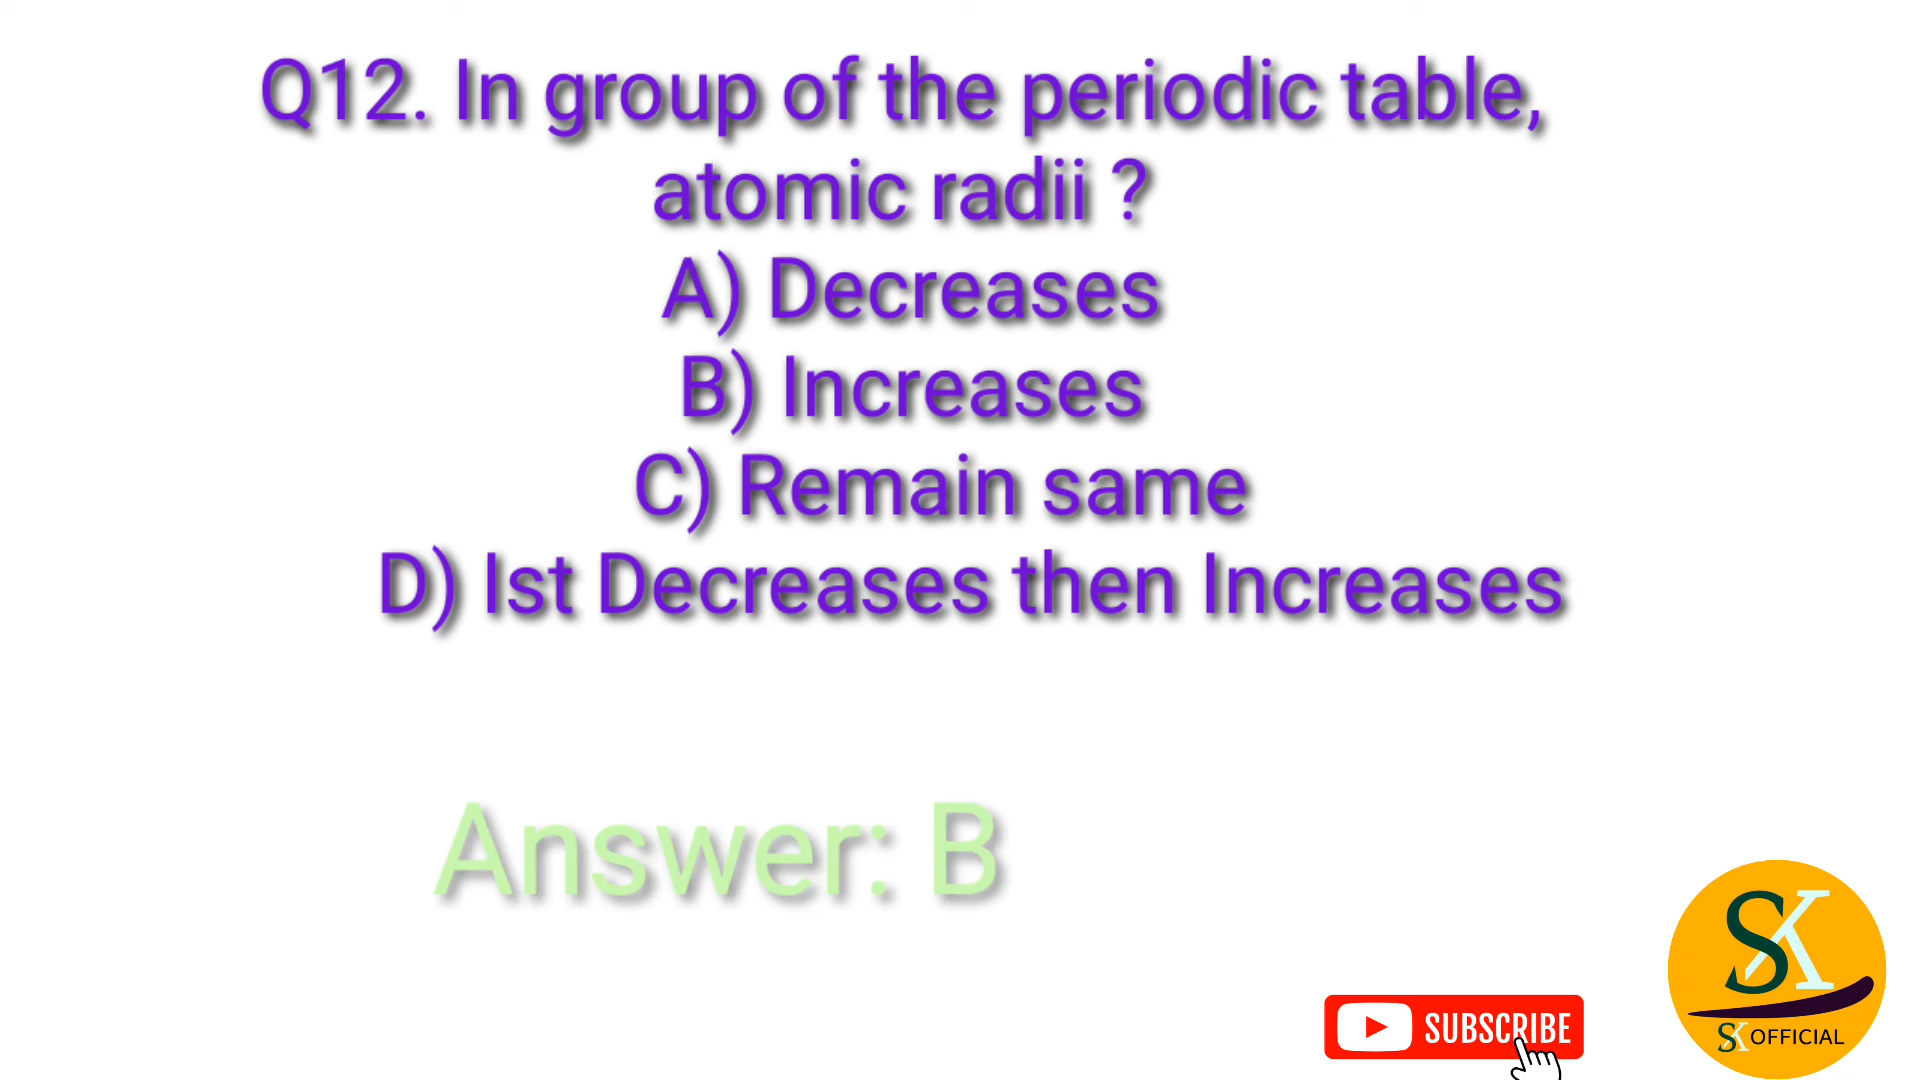 Q12. In group of the periodic table,
atomic radii ?
A) Decreases
B) Increases
C) Remain same
D) Ist Decreases then Increases
Answer: B
SUBSCRIBE
SK
SK OFFICIAL